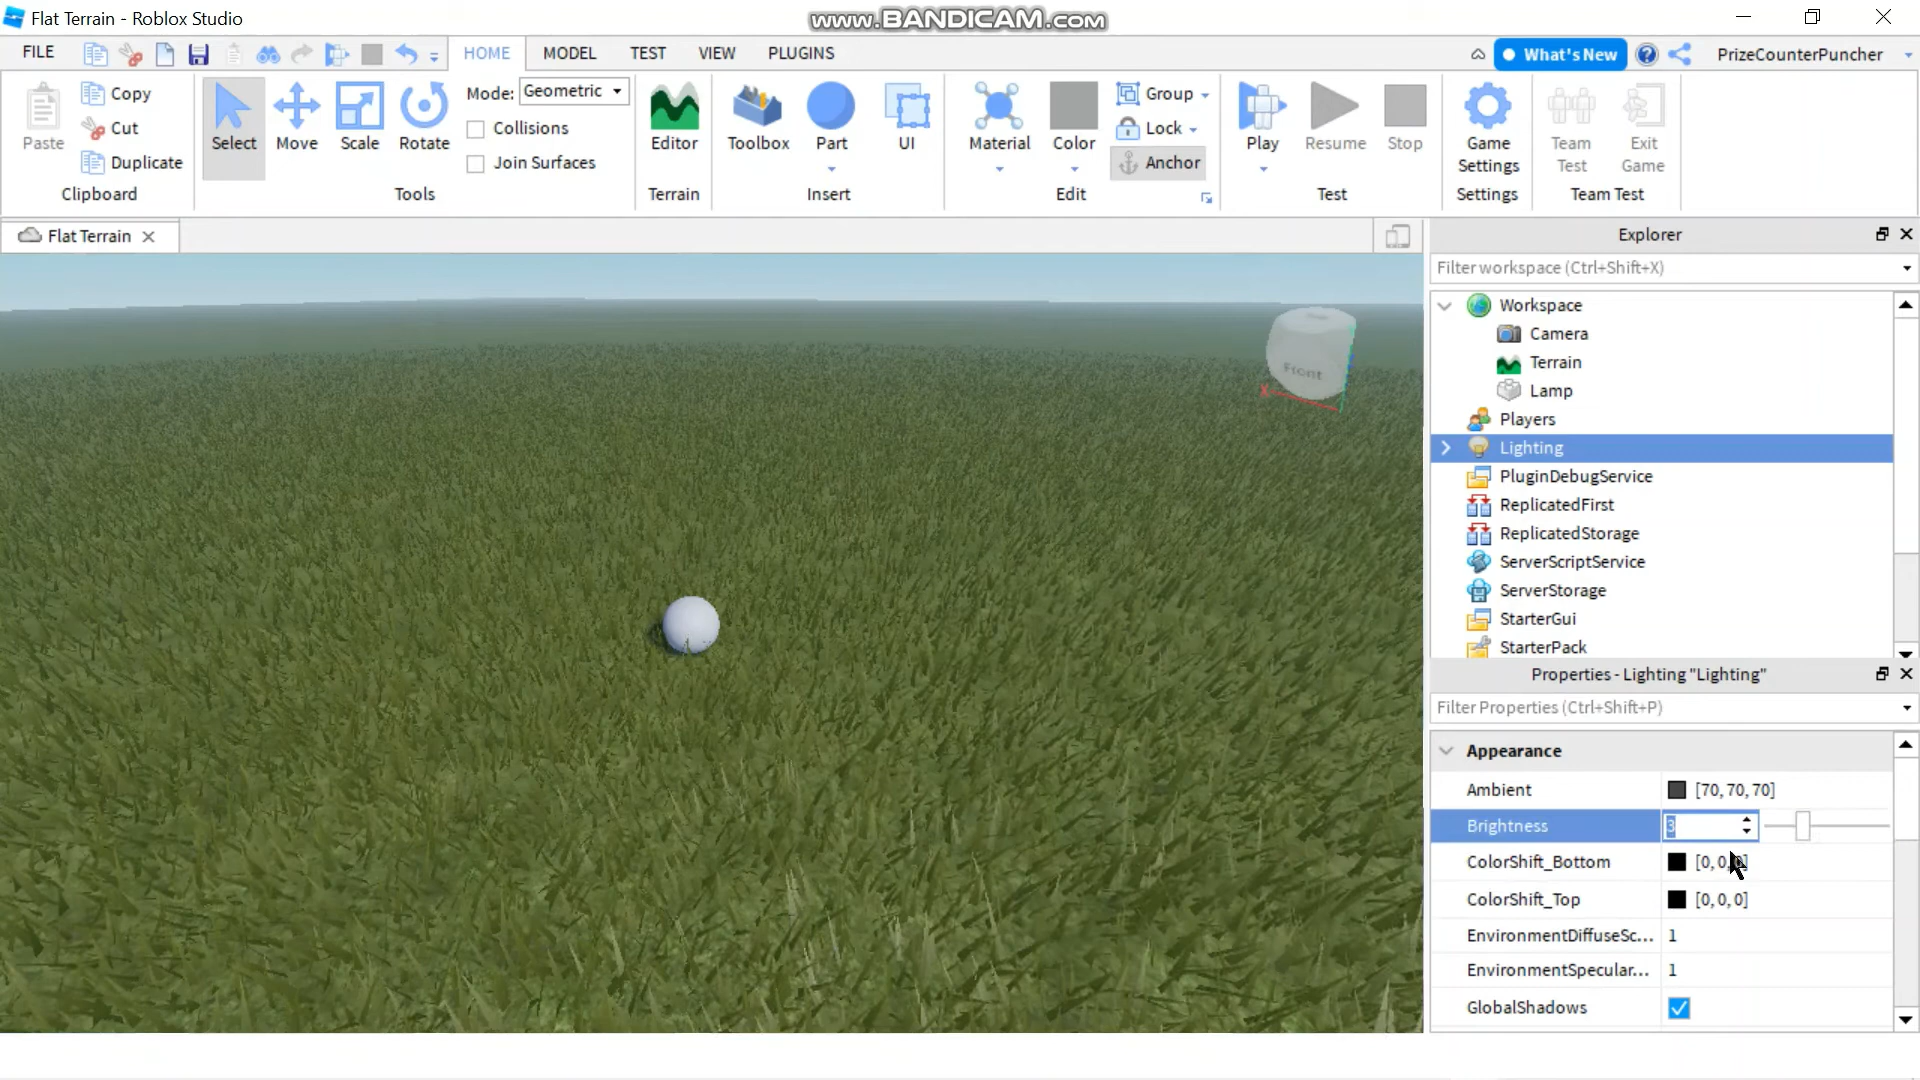 Flat Terrain - Roblox Studio
www.BANDICAM.com
FILE
HOME
MODEL
TEST
VIEW
PLUGINS
What's New
PrizeCounterPuncher
Paste
Copy
Cut
Duplicate
Clipboard
Select
Move
Scale
Rotate
Mode: Geometric
Collisions
Join Surfaces
Tools
Editor
Terrain
Toolbox
Part
UI
Insert
Material
Color
Group
Lock
Anchor
Edit
Play
Resume
Stop
Test
Game
Settings
Settings
Team
Test
Exit
Game
Team Test
Flat Terrain
Front
X
Explorer
Filter workspace (Ctrl+Shift+X)
Workspace
Camera
Terrain
Lamp
Players
Lighting
PluginDebugService
ReplicatedFirst
ReplicatedStorage
ServerScriptService
ServerStorage
StarterGui
StarterPack
Properties - Lighting "Lighting"
Filter Properties (Ctrl+Shift+P)
Appearance
Ambient [70, 70, 70]
Brightness 3
ColorShift_Bottom [0, 0, 0]
ColorShift_Top [0, 0, 0]
EnvironmentDiffuseSc... 1
EnvironmentSpecular... 1
GlobalShadows